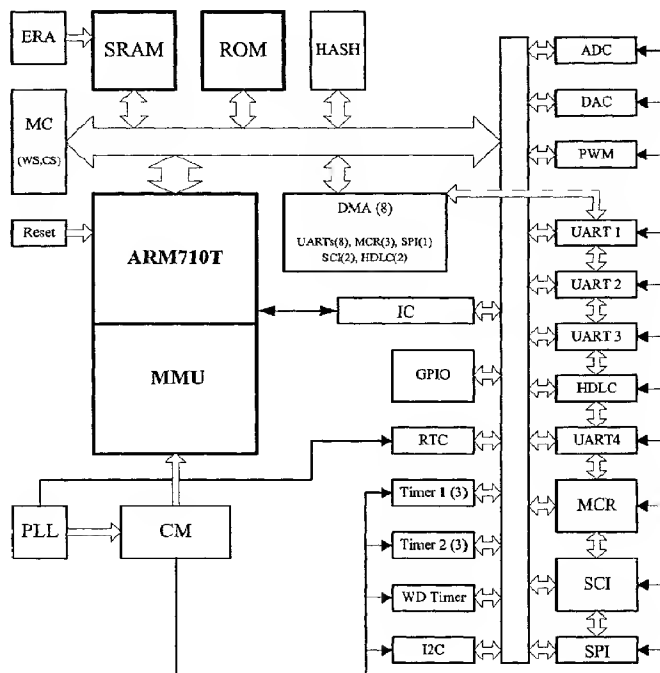 ERA
SRAM
ROM
HASH
MC
(WS,CS)
Reset
ARM710T
MMU
DMA (8)
UARTs(8), MCR(3), SPI(1)
SCI(2), HDLC(2)
IC
GPIO
RTC
Timer 1 (3)
Timer 2 (3)
WD Timer
I2C
PLL
CM
ADC
DAC
PWM
UART 1
UART 2
UART 3
HDLC
UART4
MCR
SCI
SPI